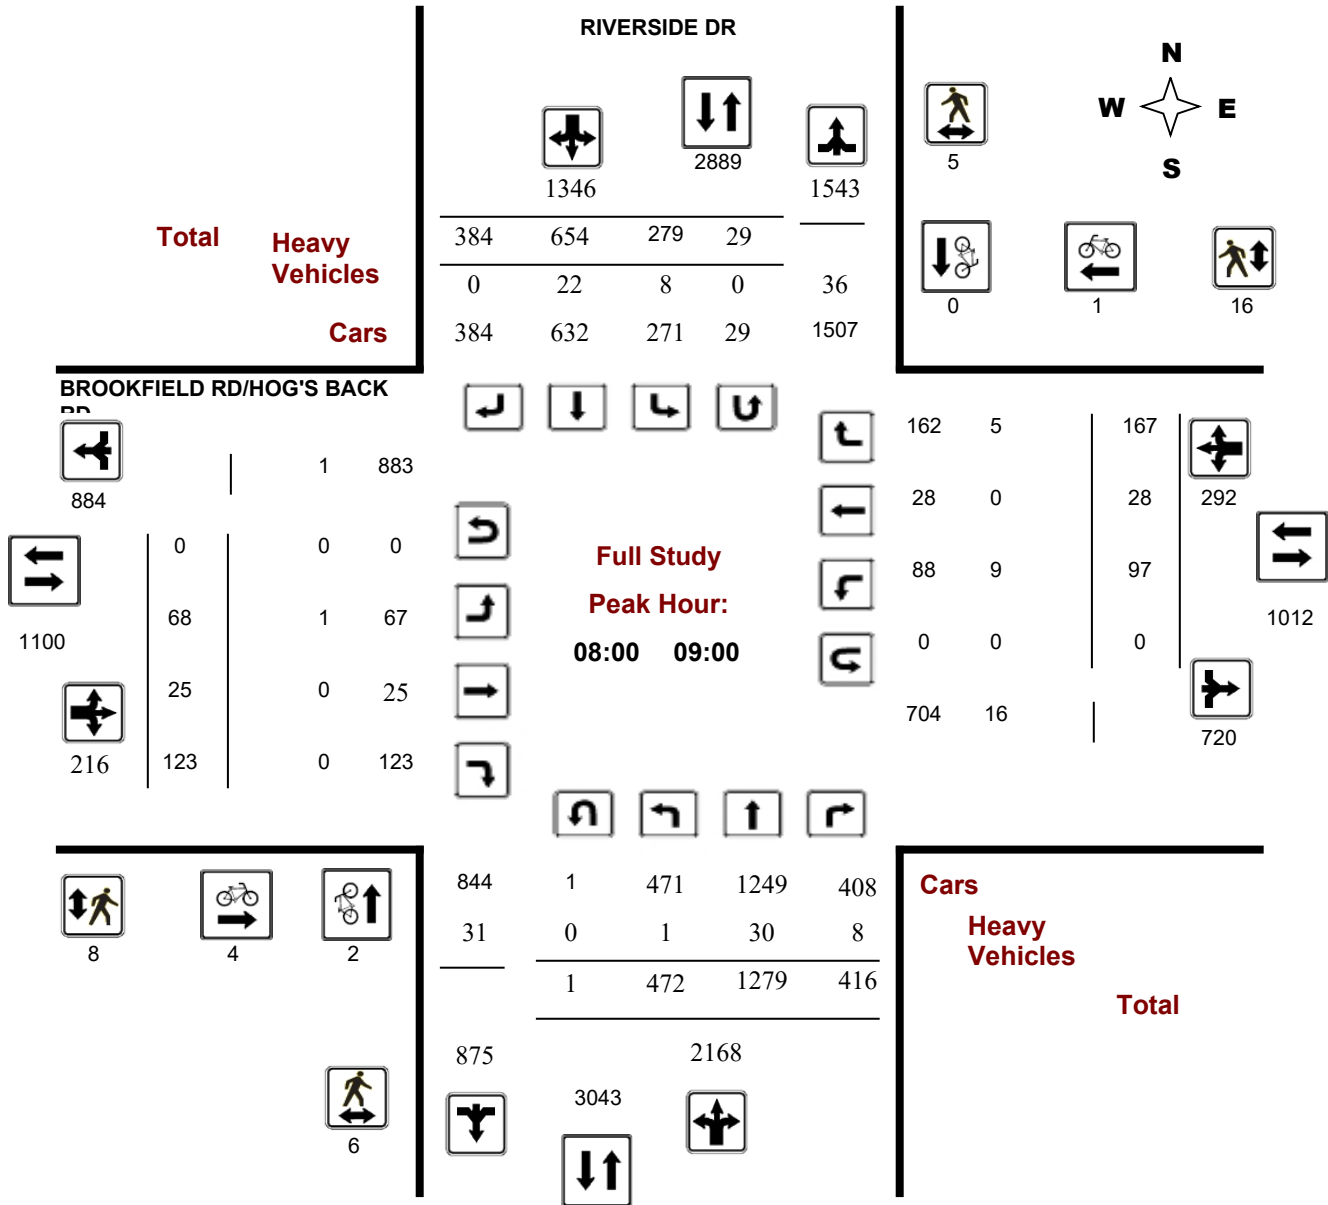 RIVERSIDE DR
N
W E
S
2889
5
1346 1543
Total Heavy Vehicles
384 654 279 29
0 22 8 0 36
Cars 384 632 271 29 1507
0 1 16
BROOKFIELD RD/HOG'S BACK
RD
884
1 883
0 0 0
68 1 67
1100
25 0 25
216
123 0 123
Full Study
Peak Hour:
08:00 09:00
162 5 167
28 0 28
292
88 9 97
1012
0 0 0
704 16
720
844 1 471 1249 408
31 0 1 30 8
1 472 1279 416
875 2168
3043
8 4 2
6
Cars
Heavy
Vehicles
Total